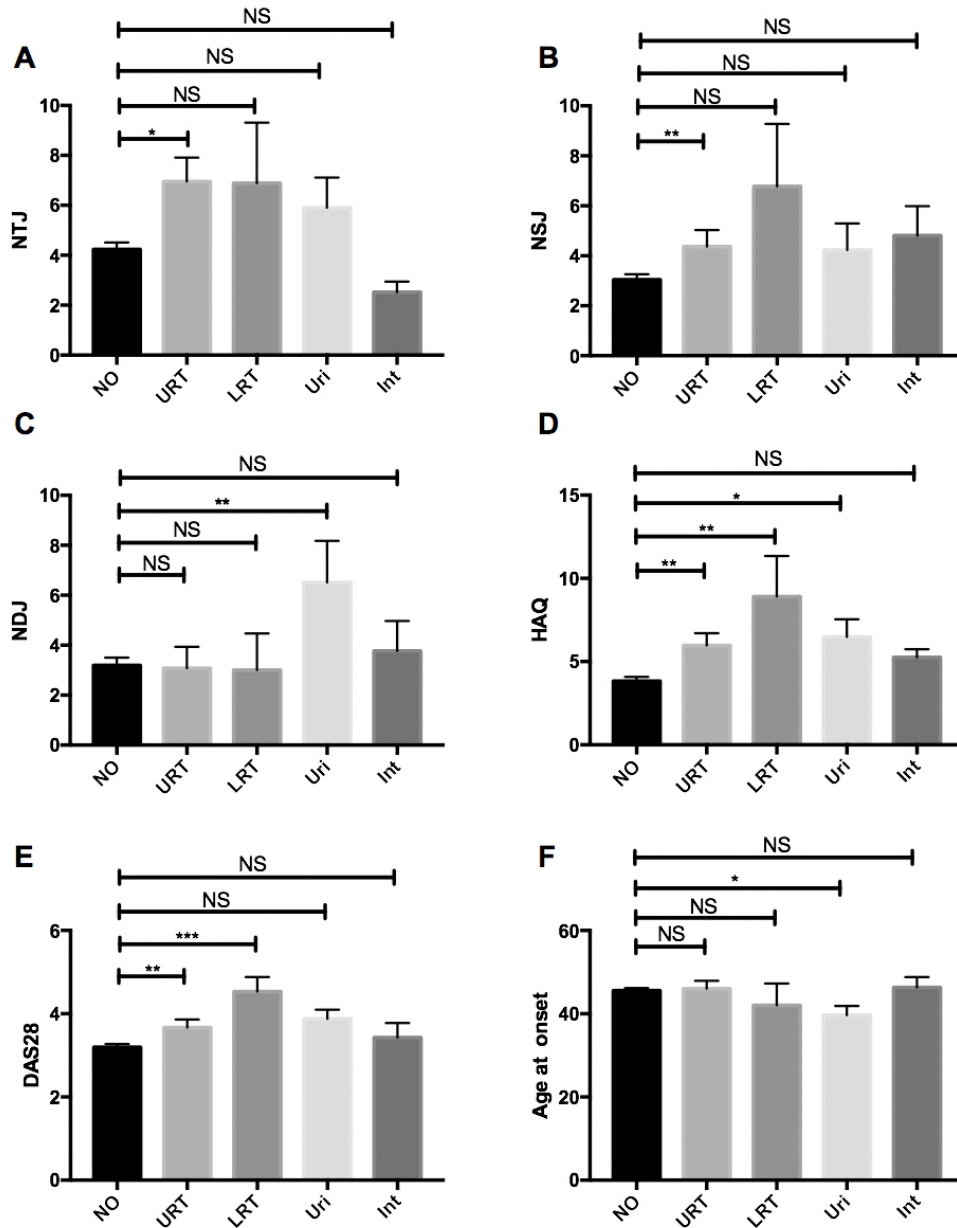 A
NS
NS
NS
*
NTJ
10
8
6
4
2
0
NO URT LRT Uri Int
B
NS
NS
NS
**
NSJ
10
8
6
4
2
0
NO URT LRT Uri Int
C
NS
**
NS
NS
NDJ
10
8
6
4
2
0
NO URT LRT Uri Int
D
NS
*
**
**
HAQ
15
10
5
0
NO URT LRT Uri Int
E
NS
NS
***
**
DAS28
6
4
2
0
NO URT LRT Uri Int
F
NS
*
NS
NS
Age at onset
60
40
20
0
NO URT LRT Uri Int